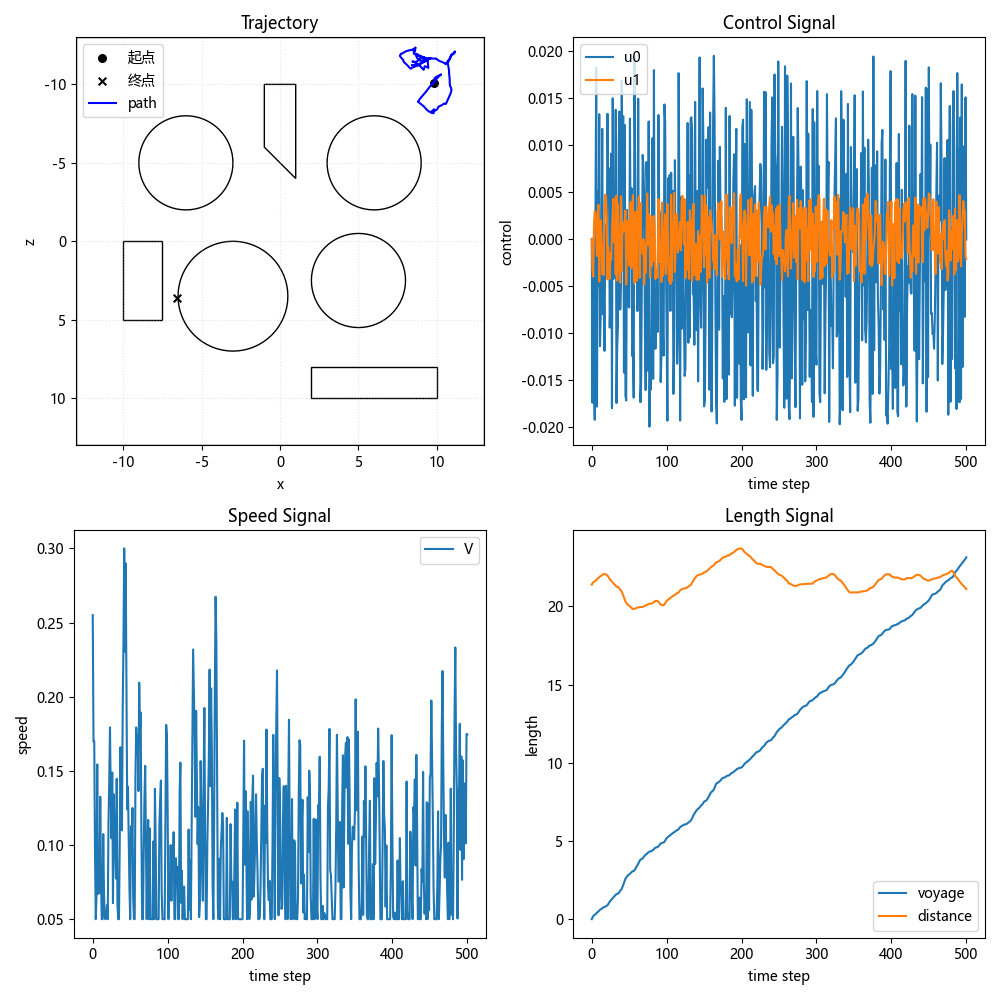 Trajectory
起点
终点
path
-10
-5
0
5
10
z
-10
-5
0
5
10
x
Control Signal
u0
u1
0.020
0.015
0.010
0.005
0.000
-0.005
-0.010
-0.015
-0.020
control
0
100
200
300
400
500
time step
Speed Signal
V
0.30
0.25
0.20
0.15
0.10
0.05
speed
0
100
200
300
400
500
time step
Length Signal
20
15
10
5
0
length
voyage
distance
0
100
200
300
400
500
time step